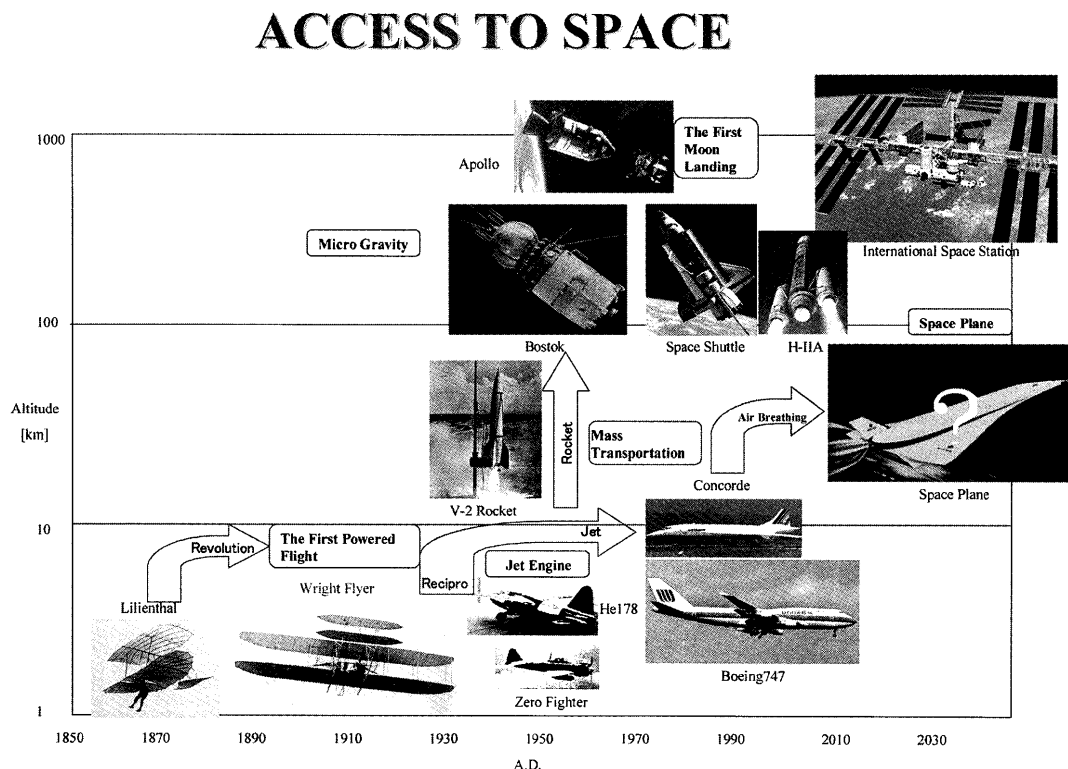 ACCESS TO SPACE
1000
Apollo
The First
Moon
Landing
Micro Gravity
International Space Station
100
Bostok
Space Shuttle
H-IIA
Space Plane
Altitude
[km]
Rocket
Mass
Transportation
Air Breathing
?
V-2 Rocket
Concorde
Space Plane
10
Revolution
The First Powered
Flight
Jet
Recipro
Jet Engine
Lilienthal
Wright Flyer
He178
Boeing747
Zero Fighter
1
1850
1870
1890
1910
1930
1950
1970
1990
2010
2030
A.D.